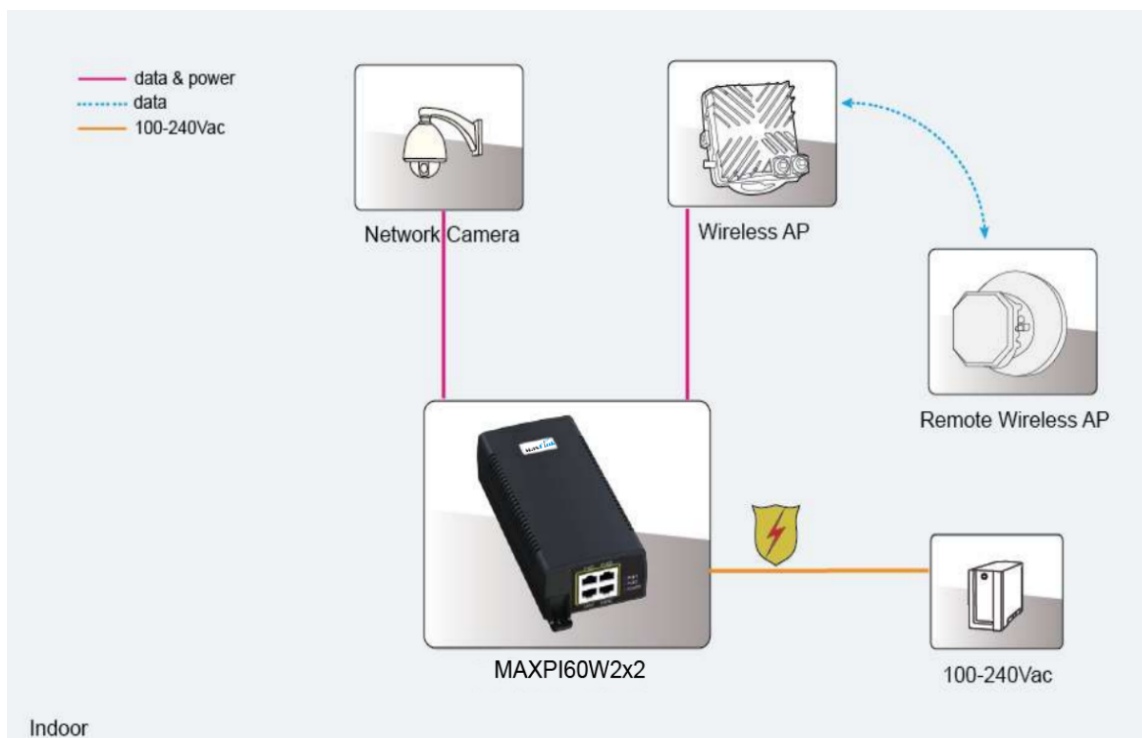 data & power
data
100-240Vac
Network Camera
Wireless AP
Remote Wireless AP
MAXPI60W2x2
100-240Vac
Indoor